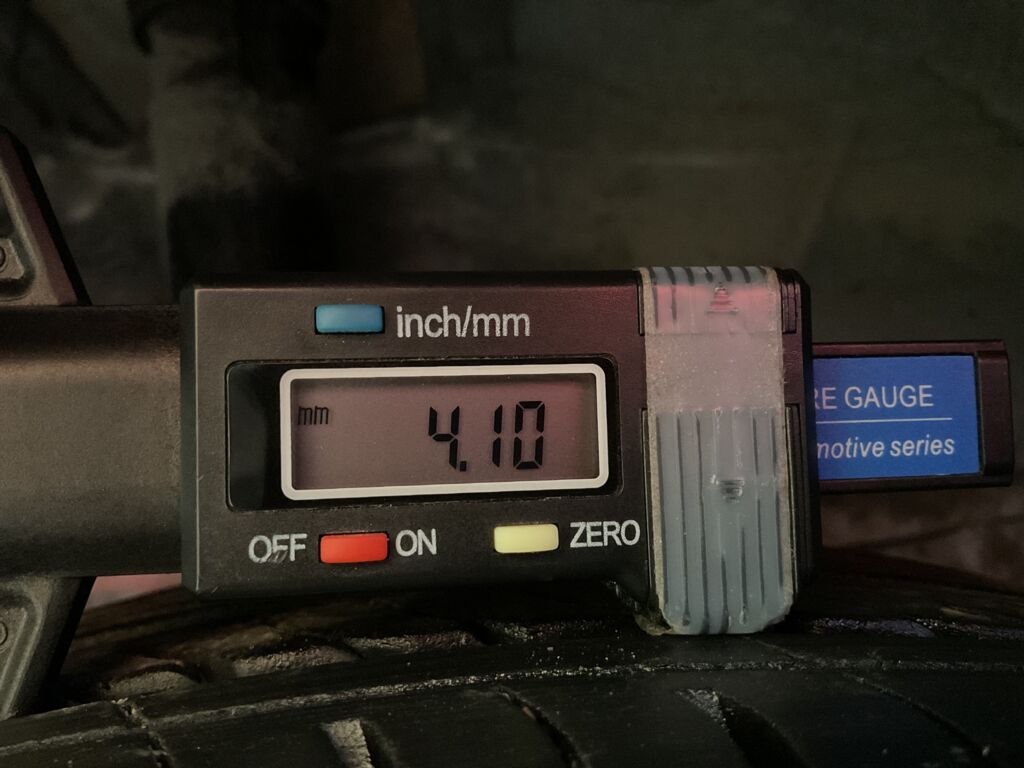 inch/mm
mm 4.10
OFF ON ZERO
RE GAUGE
motive series